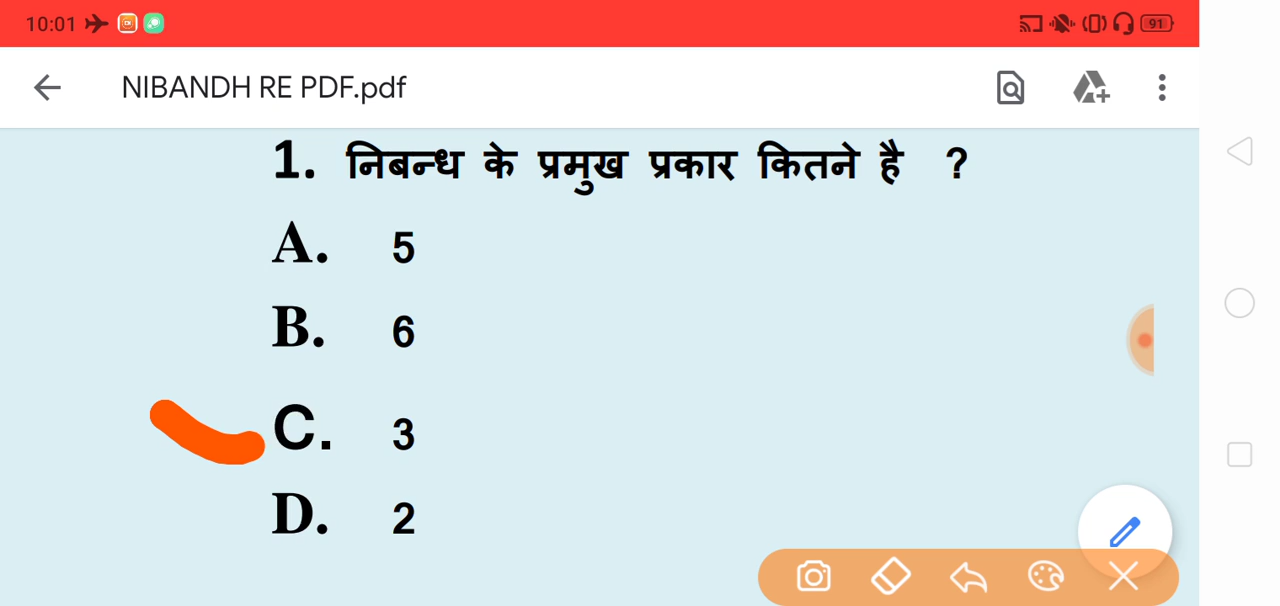 10:01
91
NIBANDH RE PDF.pdf
1. निबन्ध के प्रमुख प्रकार कितने है ?
A. 5
B. 6
C. 3
D. 2